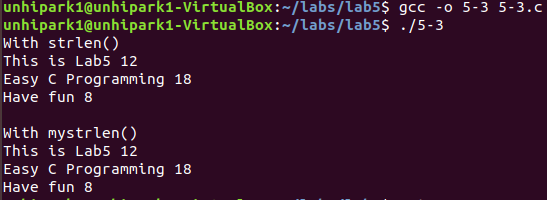 unhipark1@unhipark1-VirtualBox:~/labs/lab5$ gcc -o 5-3 5-3.c
unhipark1@unhipark1-VirtualBox:~/labs/lab5$ ./5-3
With strlen()
This is Lab5 12
Easy C Programming 18
Have fun 8
With mystrlen()
This is Lab5 12
Easy C Programming 18
Have fun 8